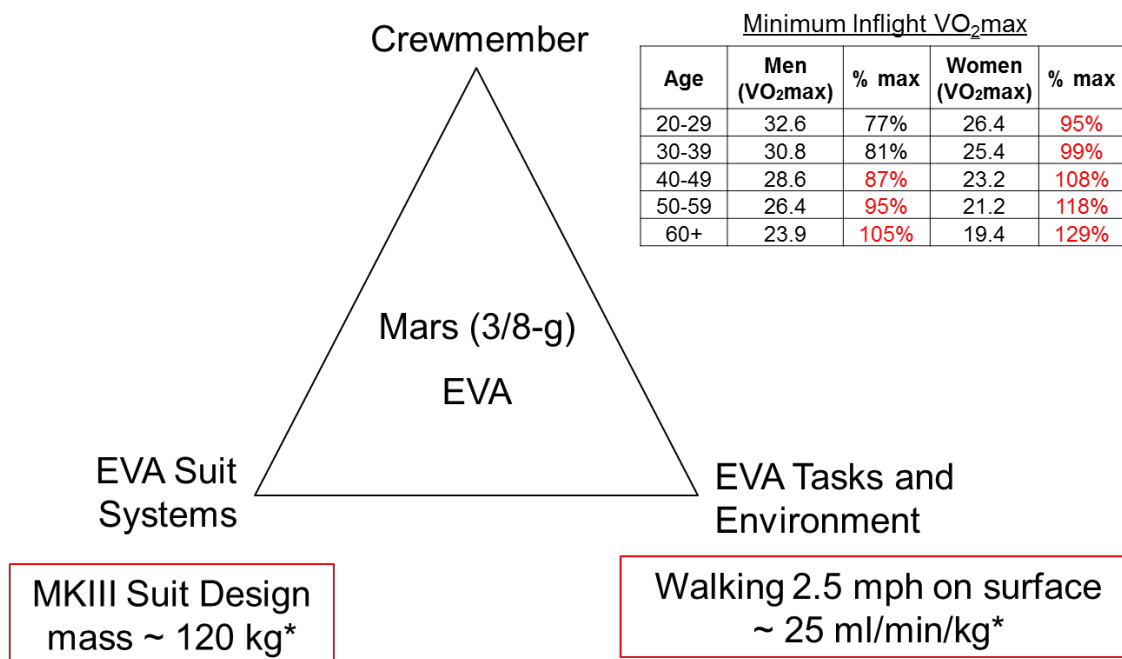 Crewmember
Minimum Inflight VO₂max
Age Men (VO₂max) % max Women (VO₂max) % max
20-29 32.6 77% 26.4 95%
30-39 30.8 81% 25.4 99%
40-49 28.6 87% 23.2 108%
50-59 26.4 95% 21.2 118%
60+ 23.9 105% 19.4 129%
Mars (3/8-g)
EVA
EVA Suit
Systems
EVA Tasks and
Environment
MKIII Suit Design
mass ~ 120 kg*
Walking 2.5 mph on surface
~ 25 ml/min/kg*